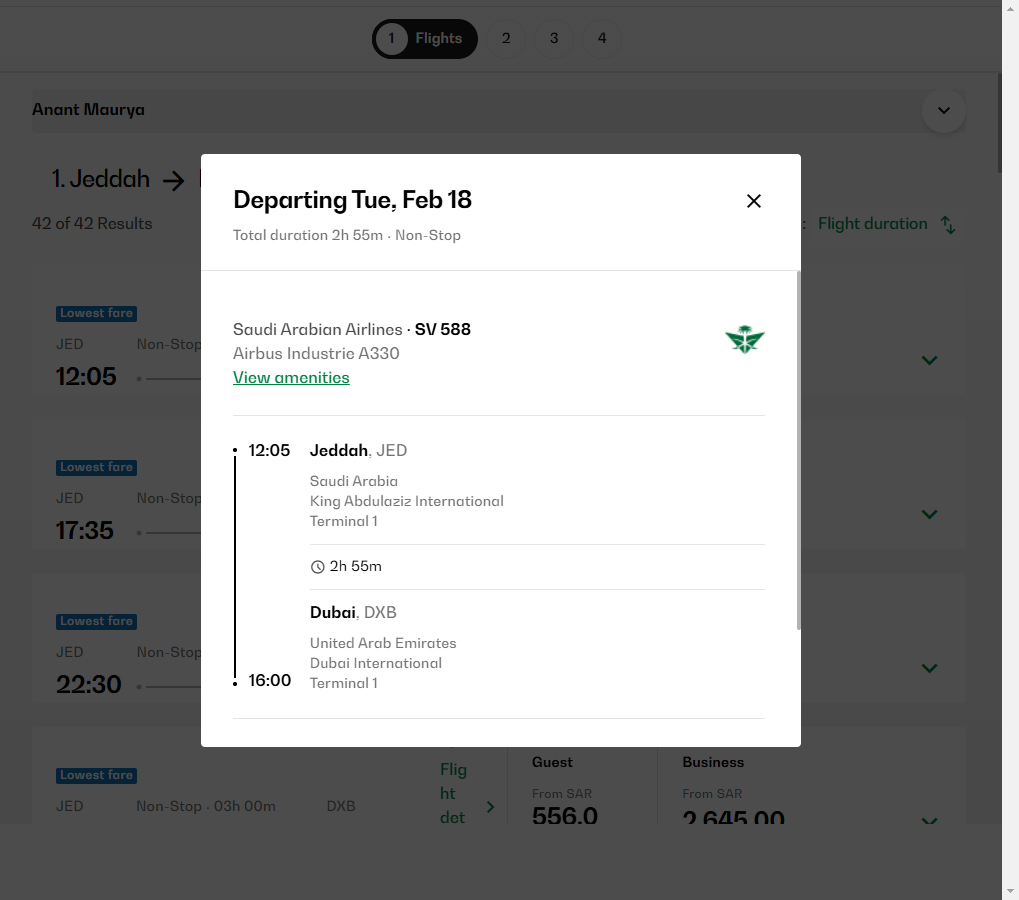 1 Flights 2 3 4
Anant Maurya
1. Jeddah
42 of 42 Results
: Flight duration
Lowest fare
JED Non-Stop
12:05
Lowest fare
JED Non-Stop
17:35
Lowest fare
JED Non-Stop
22:30
Lowest fare
JED Non-Stop · 03h 00m DXB
Flig
ht
det
Guest
From SAR
556.0
Business
From SAR
2,645.00
Departing Tue, Feb 18
Total duration 2h 55m · Non-Stop
Saudi Arabian Airlines · SV 588
Airbus Industrie A330
View amenities
12:05 Jeddah, JED
Saudi Arabia
King Abdulaziz International
Terminal 1
2h 55m
Dubai, DXB
United Arab Emirates
Dubai International
16:00 Terminal 1